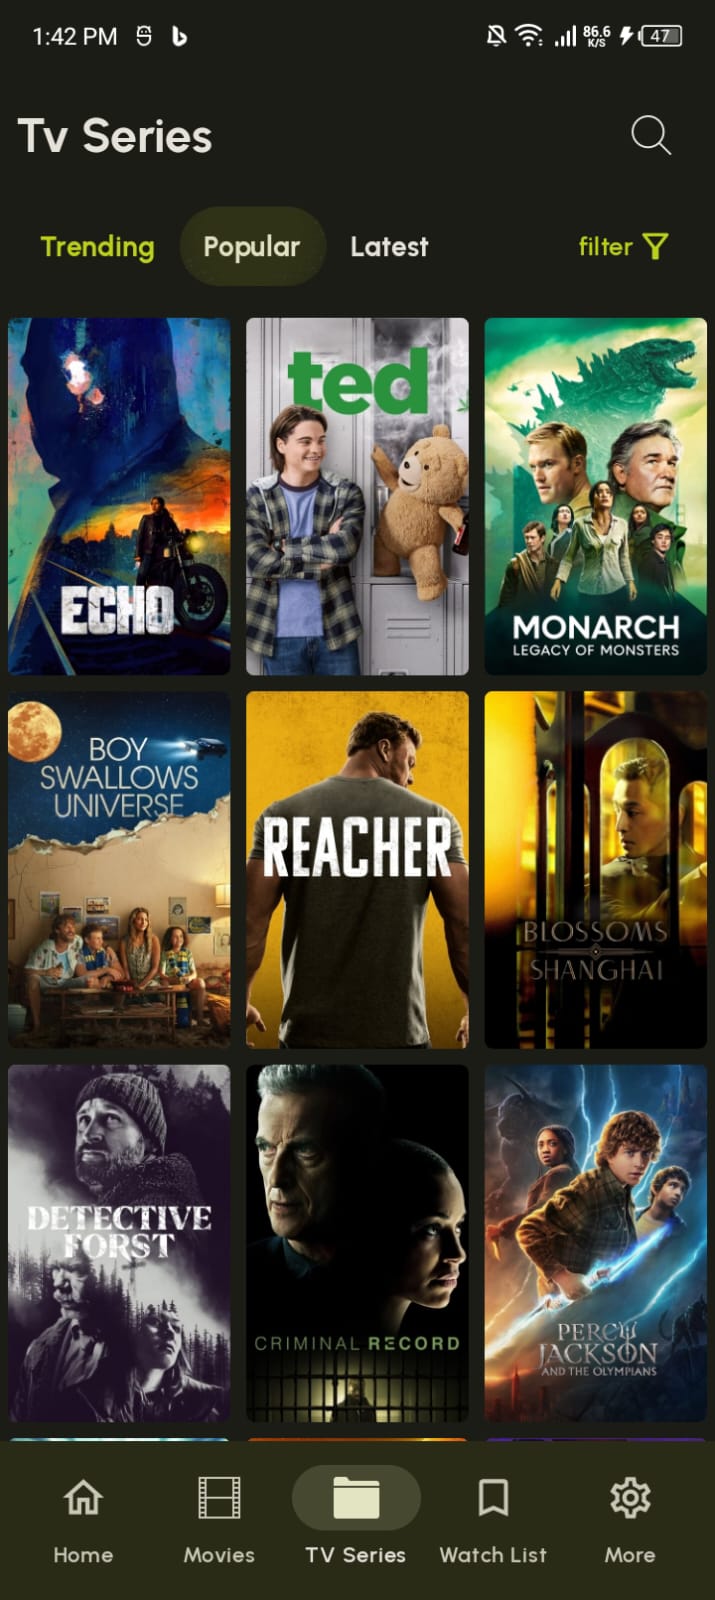 1:42 PM
86.6
K/S
47
Tv Series
Trending
Popular
Latest
filter
ECHO
ted
MONARCH
LEGACY OF MONSTERS
BOY
SWALLOWS
UNIVERSE
REACHER
BLOSSOMS
SHANGHAI
DETECTIVE
FORST
CRIMINAL RECORD
PERCY
JACKSON
AND THE OLYMPIANS
Home
Movies
TV Series
Watch List
More